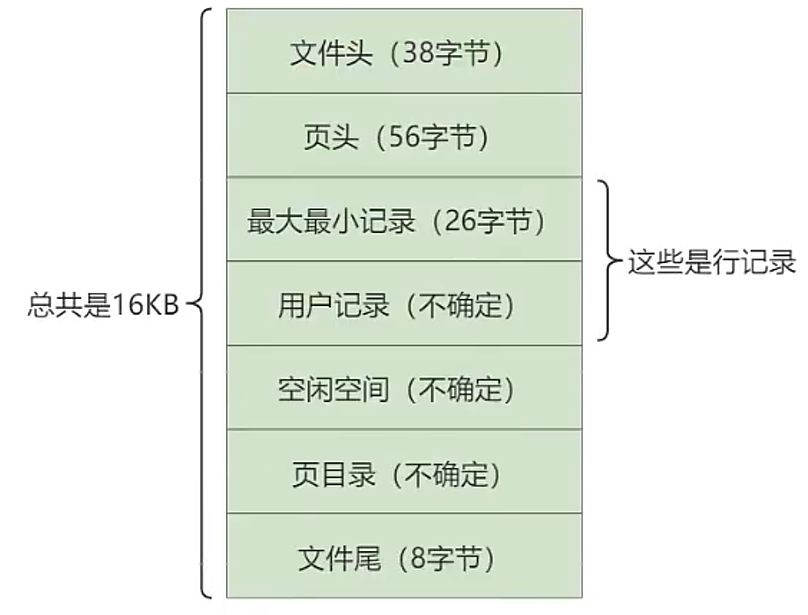 文件头（38字节）
页头（56字节）
最大最小记录（26字节）
这些是行记录
总共是16KB
用户记录（不确定）
空闲空间（不确定）
页目录（不确定）
文件尾（8字节）